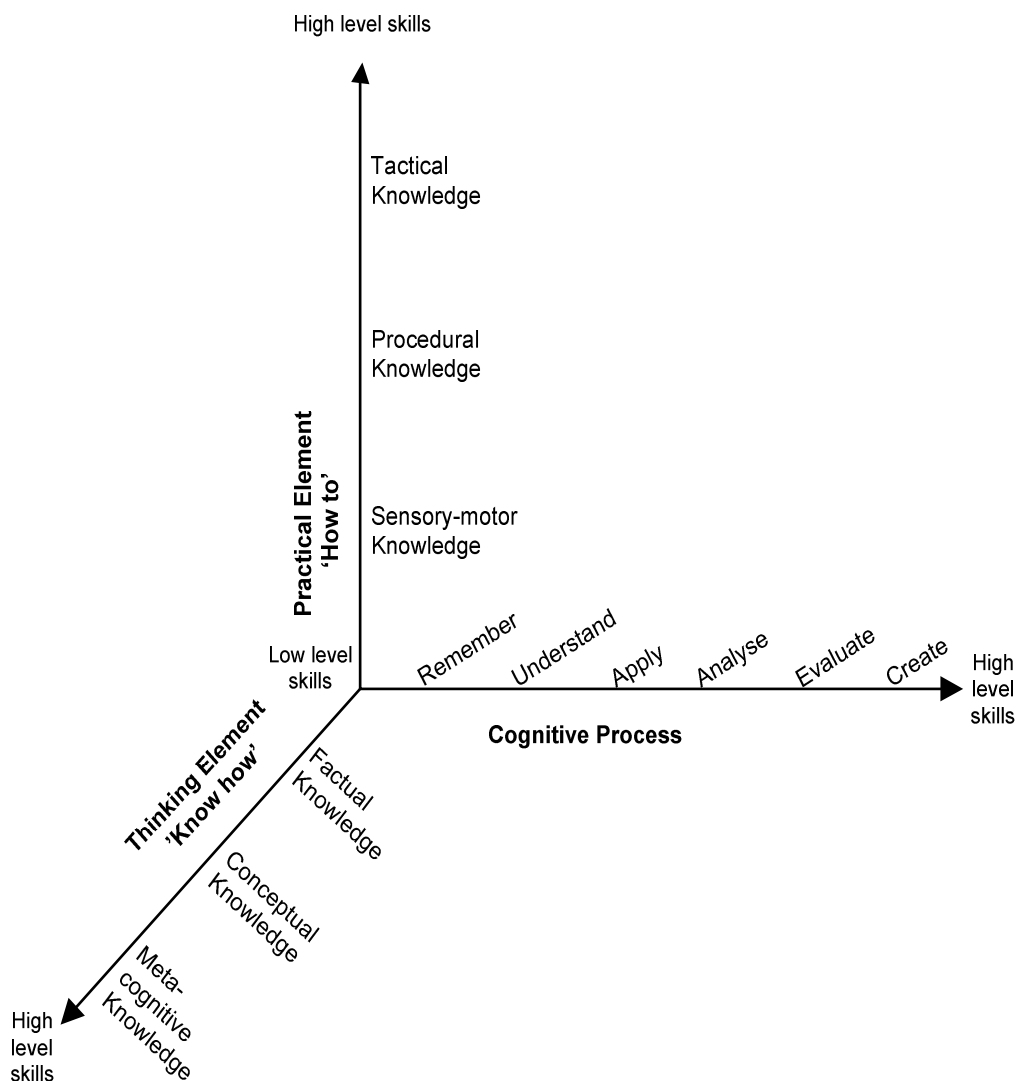 High level skills
Tactical
Knowledge
Procedural
Knowledge
Practical Element
‘How to’
Sensory-motor
Knowledge
Low level
skills
Remember
Understand
Apply
Analyse
Evaluate
Create
High
level
skills
Cognitive Process
Thinking Element
’Know how’
Factual
Knowledge
Conceptual
Knowledge
Meta-
cognitive
Knowledge
High
level
skills